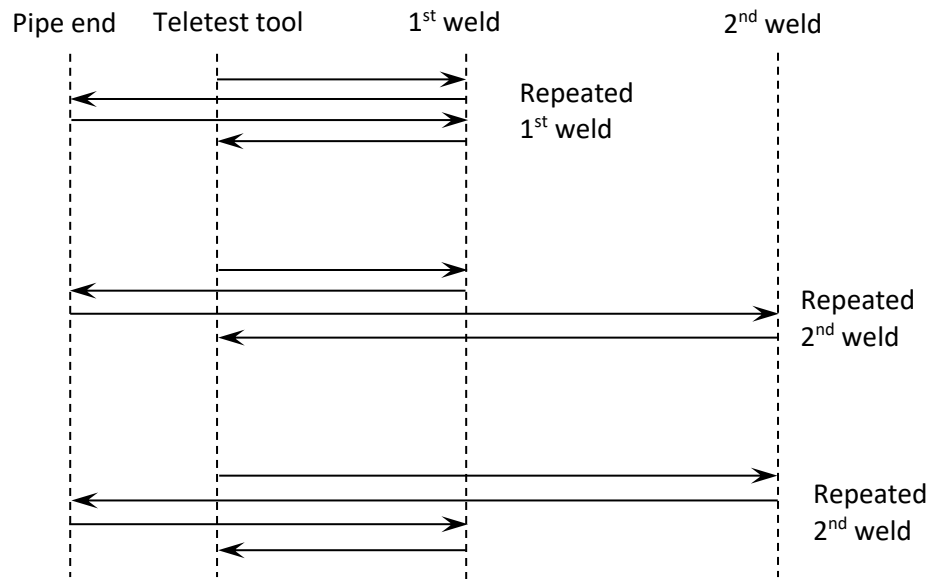 Pipe end
Teletest tool
1st weld
2nd weld
Repeated
1st weld
Repeated
2nd weld
Repeated
2nd weld